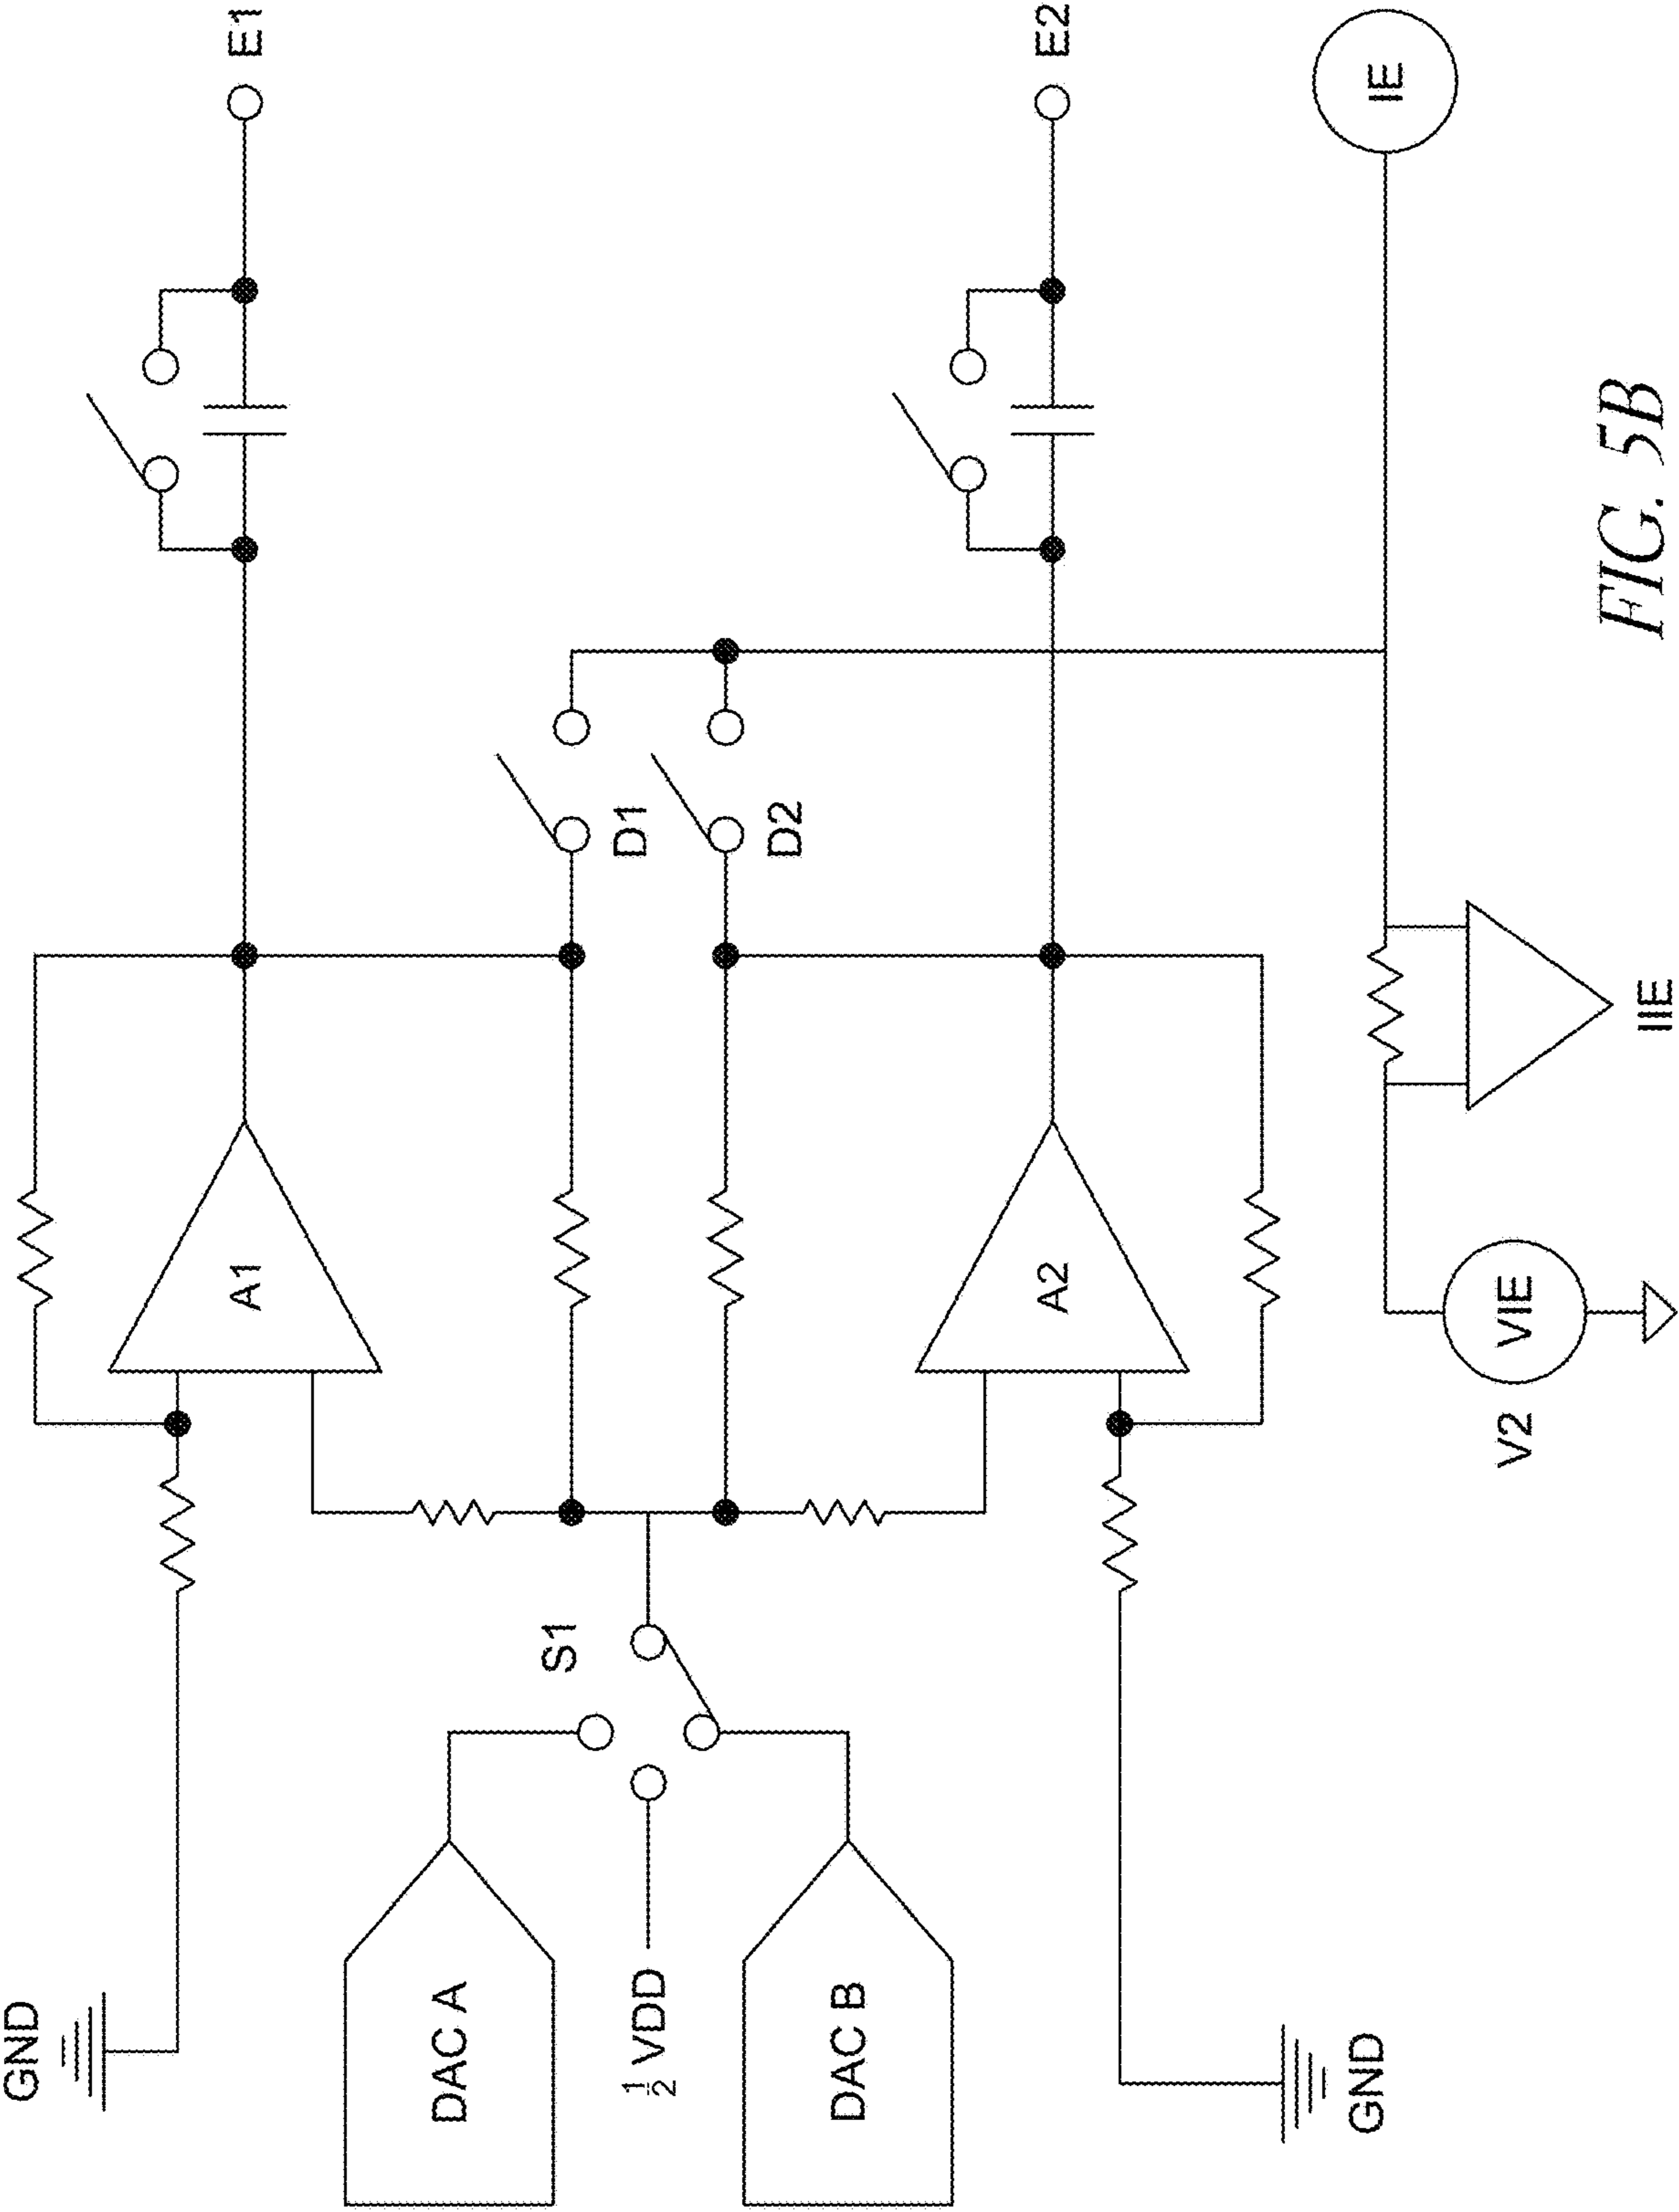 GND
DAC A
½ VDD
DAC B
GND
S1
A1
A2
V2
VIE
IIE
D1
D2
E1
E2
IE
FIG. 5B